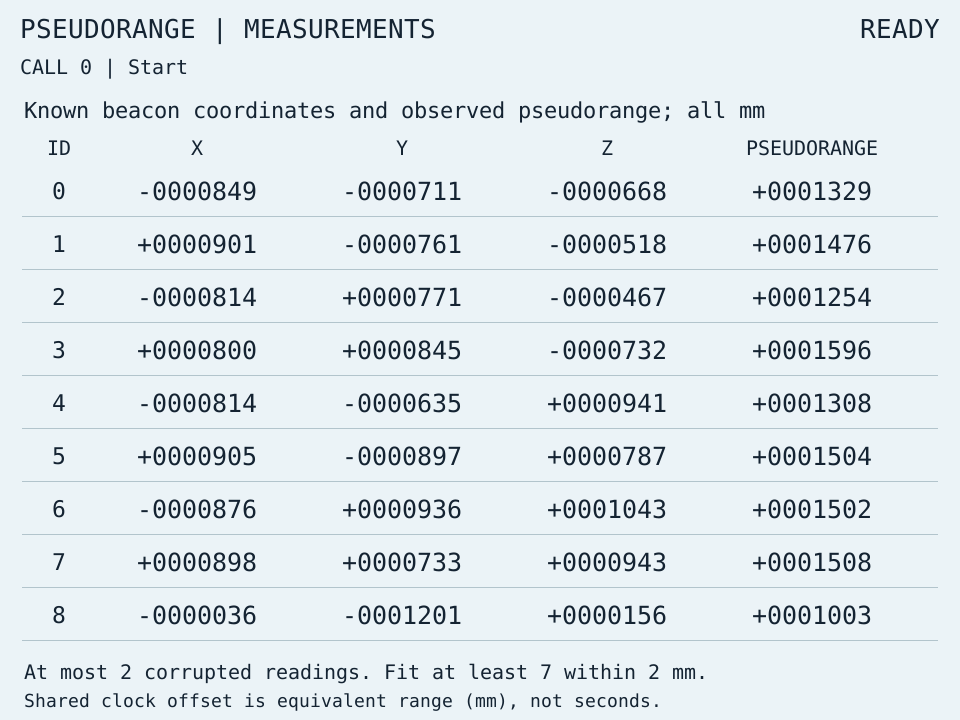 PSEUDORANGE | MEASUREMENTS READY
CALL 0 | Start
Known beacon coordinates and observed pseudorange; all mm
ID X Y Z PSEUDORANGE
0 -0000849 -0000711 -0000668 +0001329
1 +0000901 -0000761 -0000518 +0001476
2 -0000814 +0000771 -0000467 +0001254
3 +0000800 +0000845 -0000732 +0001596
4 -0000814 -0000635 +0000941 +0001308
5 +0000905 -0000897 +0000787 +0001504
6 -0000876 +0000936 +0001043 +0001502
7 +0000898 +0000733 +0000943 +0001508
8 -0000036 -0001201 +0000156 +0001003
At most 2 corrupted readings. Fit at least 7 within 2 mm.
Shared clock offset is equivalent range (mm), not seconds.